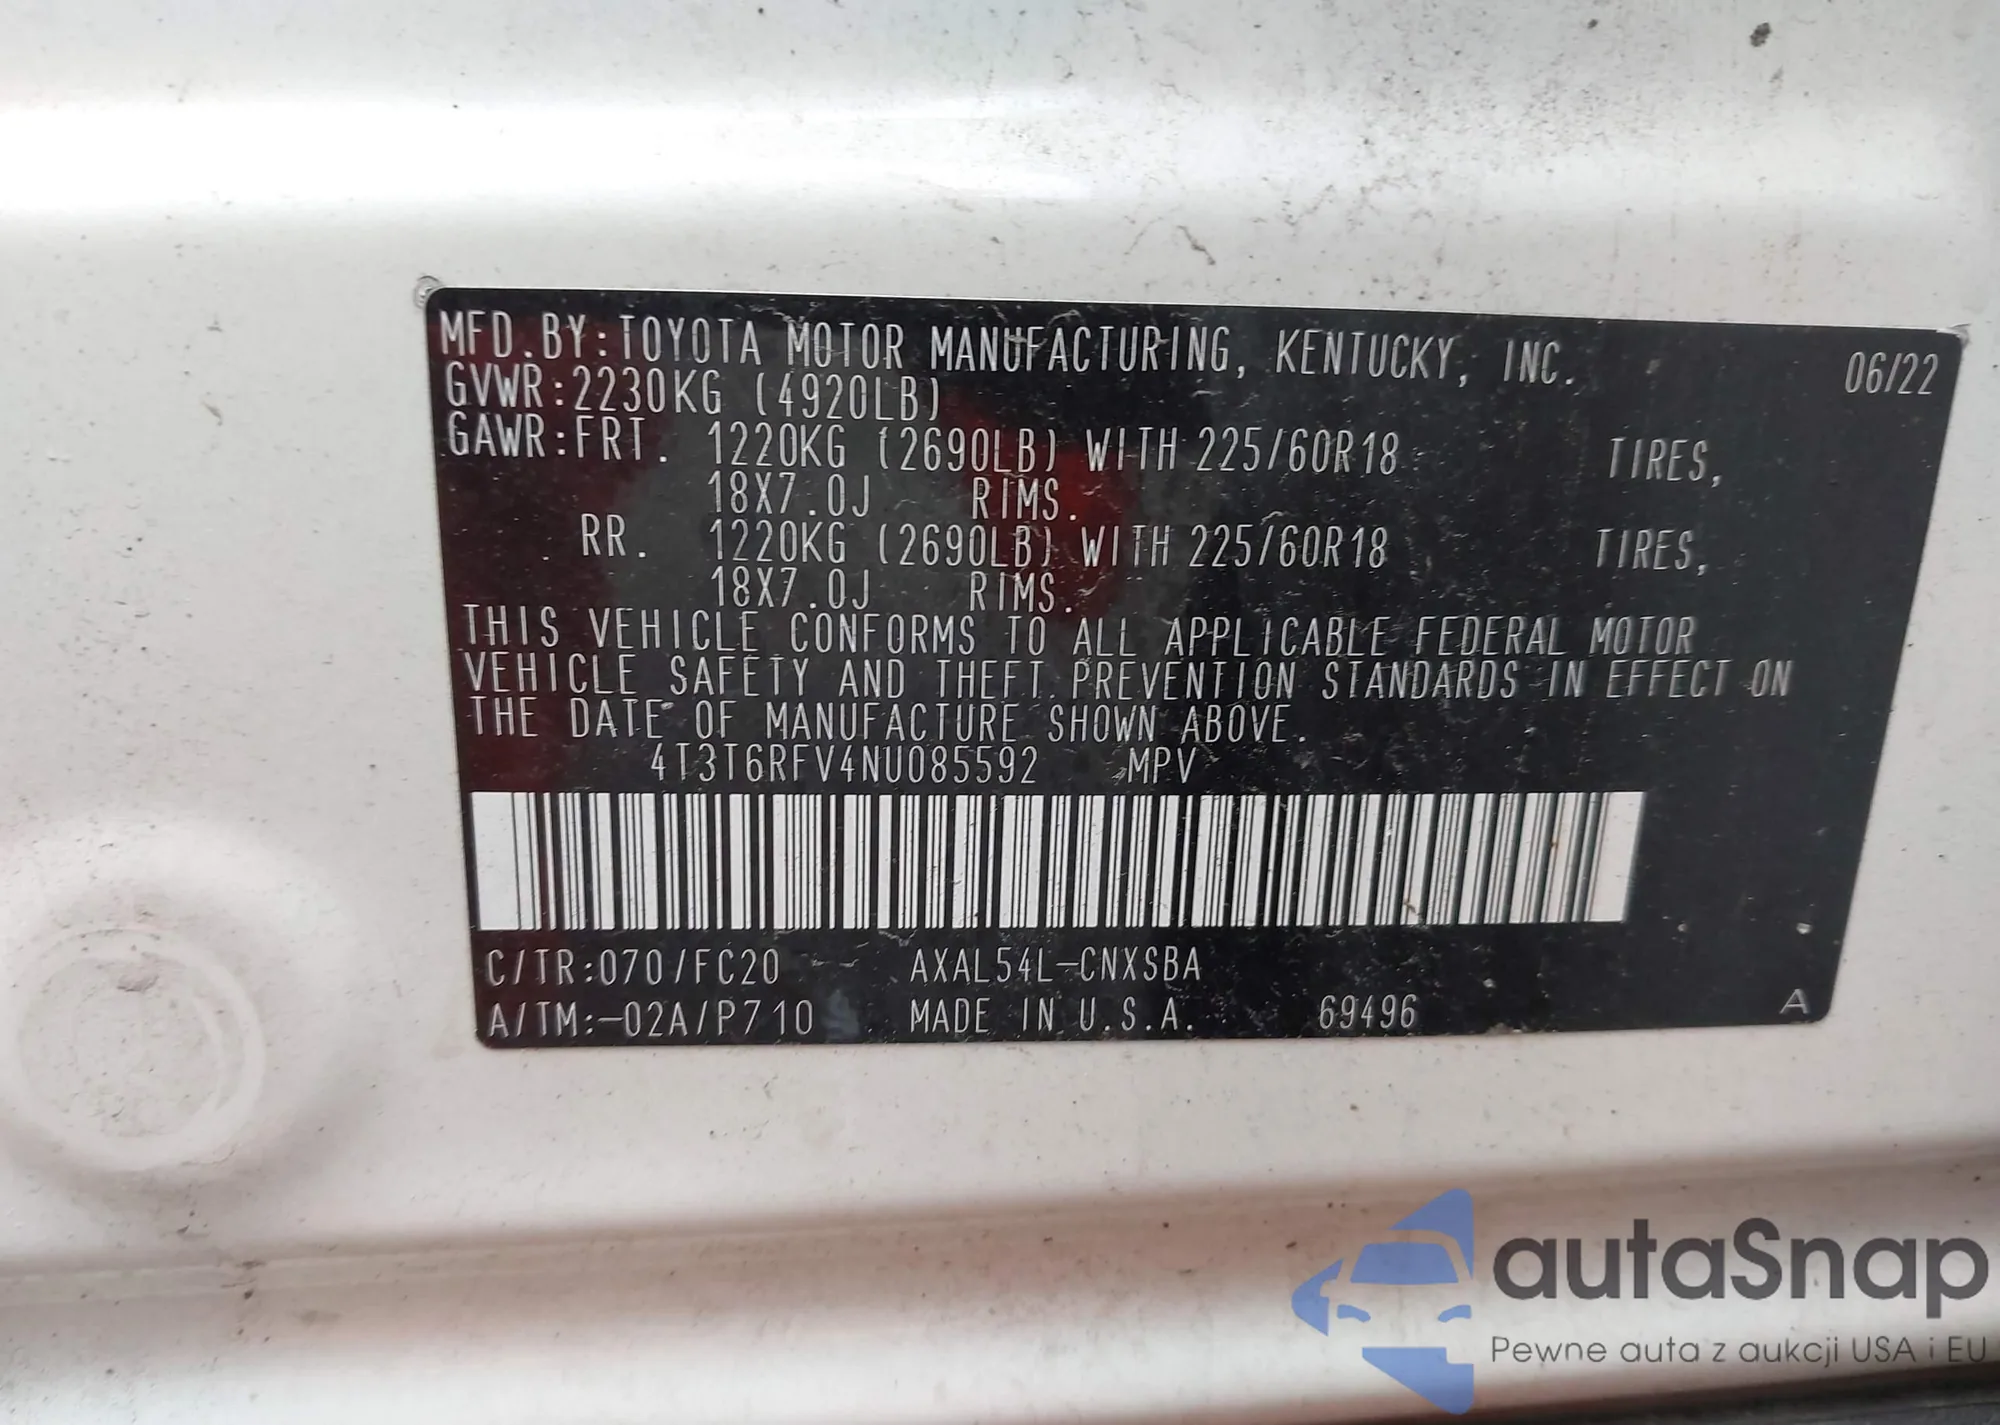 MFD. BY: TOYOTA MOTOR MANUFACTURING, KENTUCKY, INC. 06/22
GVWR: 2230KG (4920LB)
GAWR: FRT. 1220KG (2690LB) WITH 225/60R18 TIRES,
18X7.0J RIMS.
RR. 1220KG (2690LB) WITH 225/60R18 TIRES,
18X7.0J RIMS.
THIS VEHICLE CONFORMS TO ALL APPLICABLE FEDERAL MOTOR
VEHICLE SAFETY AND THEFT PREVENTION STANDARDS IN EFFECT ON
THE DATE OF MANUFACTURE SHOWN ABOVE.
4T3T6RFV4NU085592 MPV
C/TR: 070/FC20 AXAL54L-CNXSBA
A/TM: -02A/P710 MADE IN U.S.A. 69496 A
autaSnap
Pewne auta z aukcji USA i EU